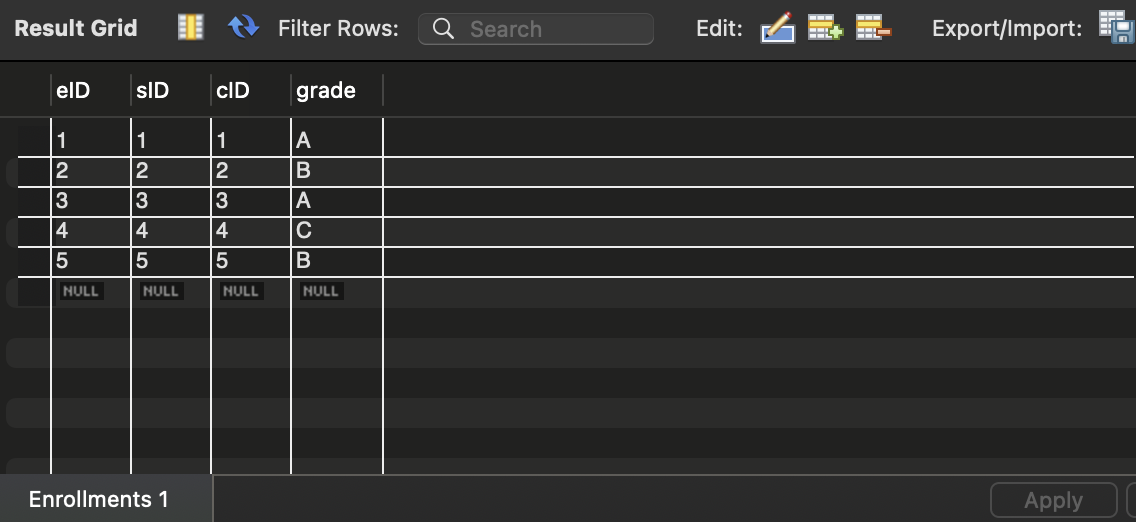 Result Grid Filter Rows: Search Edit: Export/Import:
eID sID cID grade
1 1 1 A
2 2 2 B
3 3 3 A
4 4 4 C
5 5 5 B
NULL NULL NULL NULL
Enrollments 1 Apply